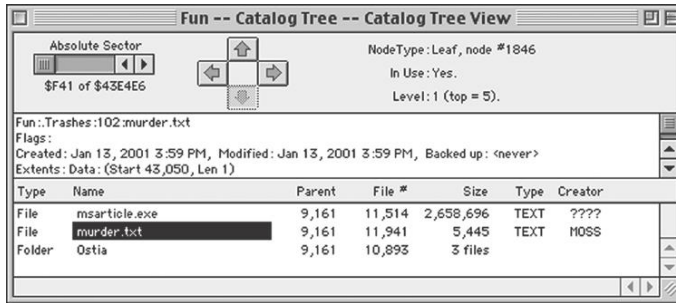 Fun -- Catalog Tree -- Catalog Tree View
Absolute Sector
$F41 of $43E4E6
NodeType: Leaf, node #1846
In Use: Yes.
Level: 1 (top = 5).
Fun:.Trashes:102:murder.txt
Flags:
Created: Jan 13, 2001 3:59 PM, Modified: Jan 13, 2001 3:59 PM, Backed up: <never>
Extents: Data: (Start 43,050, Len 1)
Type Name Parent File # Size Type Creator
File msarticle.exe 9,161 11,514 2,658,696 TEXT ????
File murder.txt 9,161 11,941 5,445 TEXT MOSS
Folder Ostia 9,161 10,893 3 files